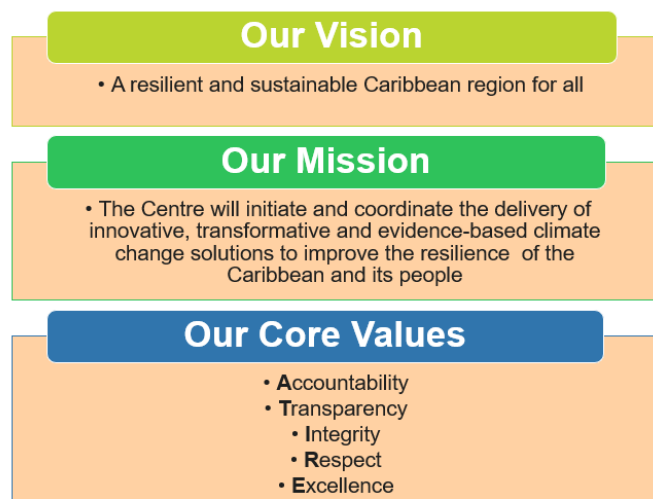 Our Vision
• A resilient and sustainable Caribbean region for all
Our Mission
• The Centre will initiate and coordinate the delivery of
innovative, transformative and evidence-based climate
change solutions to improve the resilience of the
Caribbean and its people
Our Core Values
• Accountability
• Transparency
• Integrity
• Respect
• Excellence